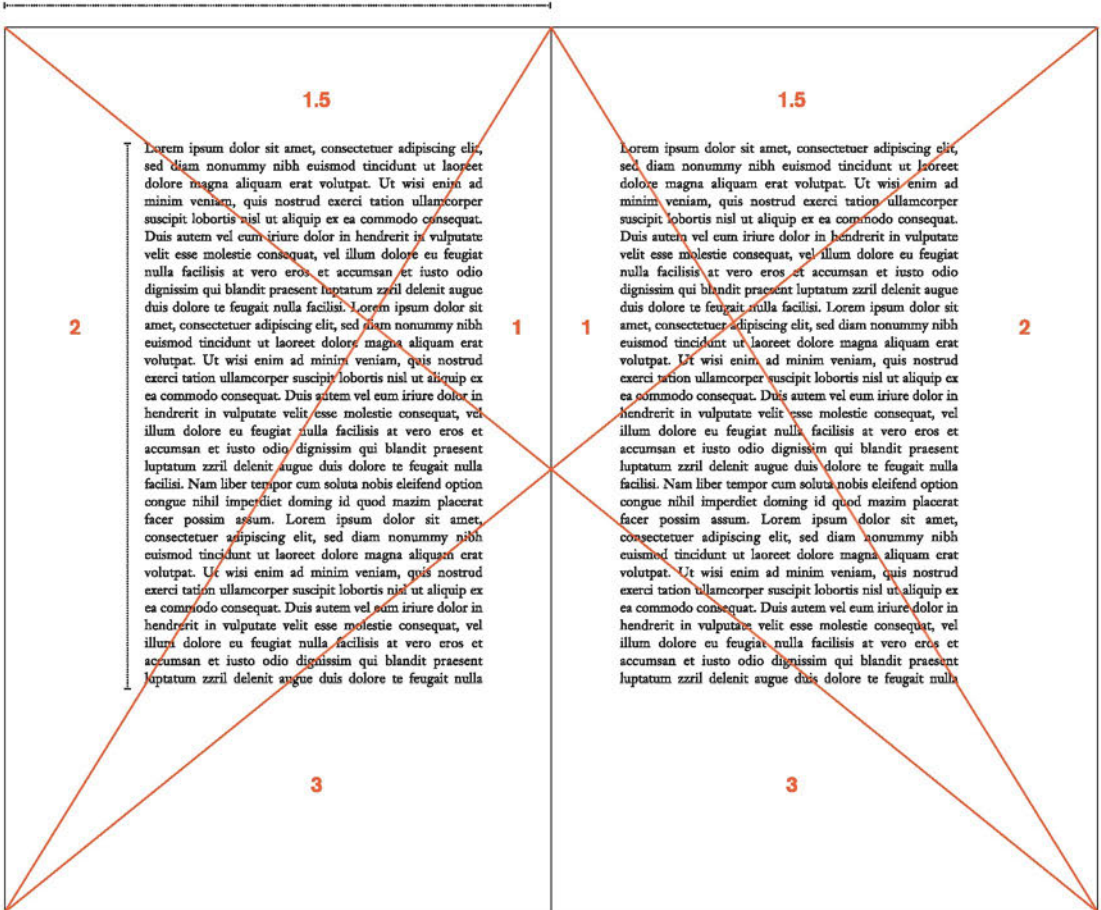 1.5
Lorem ipsum dolor sit amet, consectetuer adipiscing elit,
sed diam nonummy nibh euismod tincidunt ut laoreet
dolore magna aliquam erat volutpat. Ut wisi enim ad
minim veniam, quis nostrud exerci tation ullamcorper
suscipit lobortis nisl ut aliquip ex ea commodo consequat.
Duis autem vel eum iriure dolor in hendrerit in vulputate
velit esse molestie consequat, vel illum dolore eu feugiat
nulla facilisis at vero eros et accumsan et iusto odio
dignissim qui blandit praesent luptatum zzril delenit augue
duis dolore te feugait nulla facilisi. Lorem ipsum dolor sit
amet, consectetuer adipiscing elit, sed diam nonummy nibh
euismod tincidunt ut laoreet dolore magna aliquam erat
volutpat. Ut wisi enim ad minim veniam, quis nostrud
exerci tation ullamcorper suscipit lobortis nisl ut aliquip ex
ea commodo consequat. Duis autem vel eum iriure dolor in
hendrerit in vulputate velit esse molestie consequat, vel
illum dolore eu feugiat nulla facilisis at vero eros et
accumsan et iusto odio dignissim qui blandit praesent
luptatum zzril delenit augue duis dolore te feugait nulla
facilisi. Nam liber tempor cum soluta nobis eleifend option
congue nihil imperdiet doming id quod mazim placerat
facer possim assum. Lorem ipsum dolor sit amet,
consectetuer adipiscing elit, sed diam nonummy nibh
euismod tincidunt ut laoreet dolore magna aliquam erat
volutpat. Ut wisi enim ad minim veniam, quis nostrud
exerci tation ullamcorper suscipit lobortis nisl ut aliquip ex
ea commodo consequat. Duis autem vel eum iriure dolor in
hendrerit in vulputate velit esse molestie consequat, vel
illum dolore eu feugiat nulla facilisis at vero eros et
accumsan et iusto odio dignissim qui blandit praesent
luptatum zzril delenit augue duis dolore te feugait nulla
2
1
3
1.5
Lorem ipsum dolor sit amet, consectetuer adipiscing elit,
sed diam nonummy nibh euismod tincidunt ut laoreet
dolore magna aliquam erat volutpat. Ut wisi enim ad
minim veniam, quis nostrud exerci tation ullamcorper
suscipit lobortis nisl ut aliquip ex ea commodo consequat.
Duis autem vel eum iriure dolor in hendrerit in vulputate
velit esse molestie consequat, vel illum dolore eu feugiat
nulla facilisis at vero eros et accumsan et iusto odio
dignissim qui blandit praesent luptatum zzril delenit augue
duis dolore te feugait nulla facilisi. Lorem ipsum dolor sit
amet, consectetuer adipiscing elit, sed diam nonummy nibh
euismod tincidunt ut laoreet dolore magna aliquam erat
volutpat. Ut wisi enim ad minim veniam, quis nostrud
exerci tation ullamcorper suscipit lobortis nisl ut aliquip ex
ea commodo consequat. Duis autem vel eum iriure dolor in
hendrerit in vulputate velit esse molestie consequat, vel
illum dolore eu feugiat nulla facilisis at vero eros et
accumsan et iusto odio dignissim qui blandit praesent
luptatum zzril delenit augue duis dolore te feugait nulla
facilisi. Nam liber tempor cum soluta nobis eleifend option
congue nihil imperdiet doming id quod mazim placerat
facer possim assum. Lorem ipsum dolor sit amet,
consectetuer adipiscing elit, sed diam nonummy nibh
euismod tincidunt ut laoreet dolore magna aliquam erat
volutpat. Ut wisi enim ad minim veniam, quis nostrud
exerci tation ullamcorper suscipit lobortis nisl ut aliquip ex
ea commodo consequat. Duis autem vel eum iriure dolor in
hendrerit in vulputate velit esse molestie consequat, vel
illum dolore eu feugiat nulla facilisis at vero eros et
accumsan et iusto odio dignissim qui blandit praesent
luptatum zzril delenit augue duis dolore te feugait nulla
1
2
3